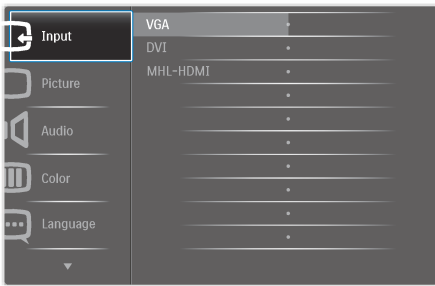 Input
Picture
Audio
Color
Language
VGA
DVI
MHL-HDMI